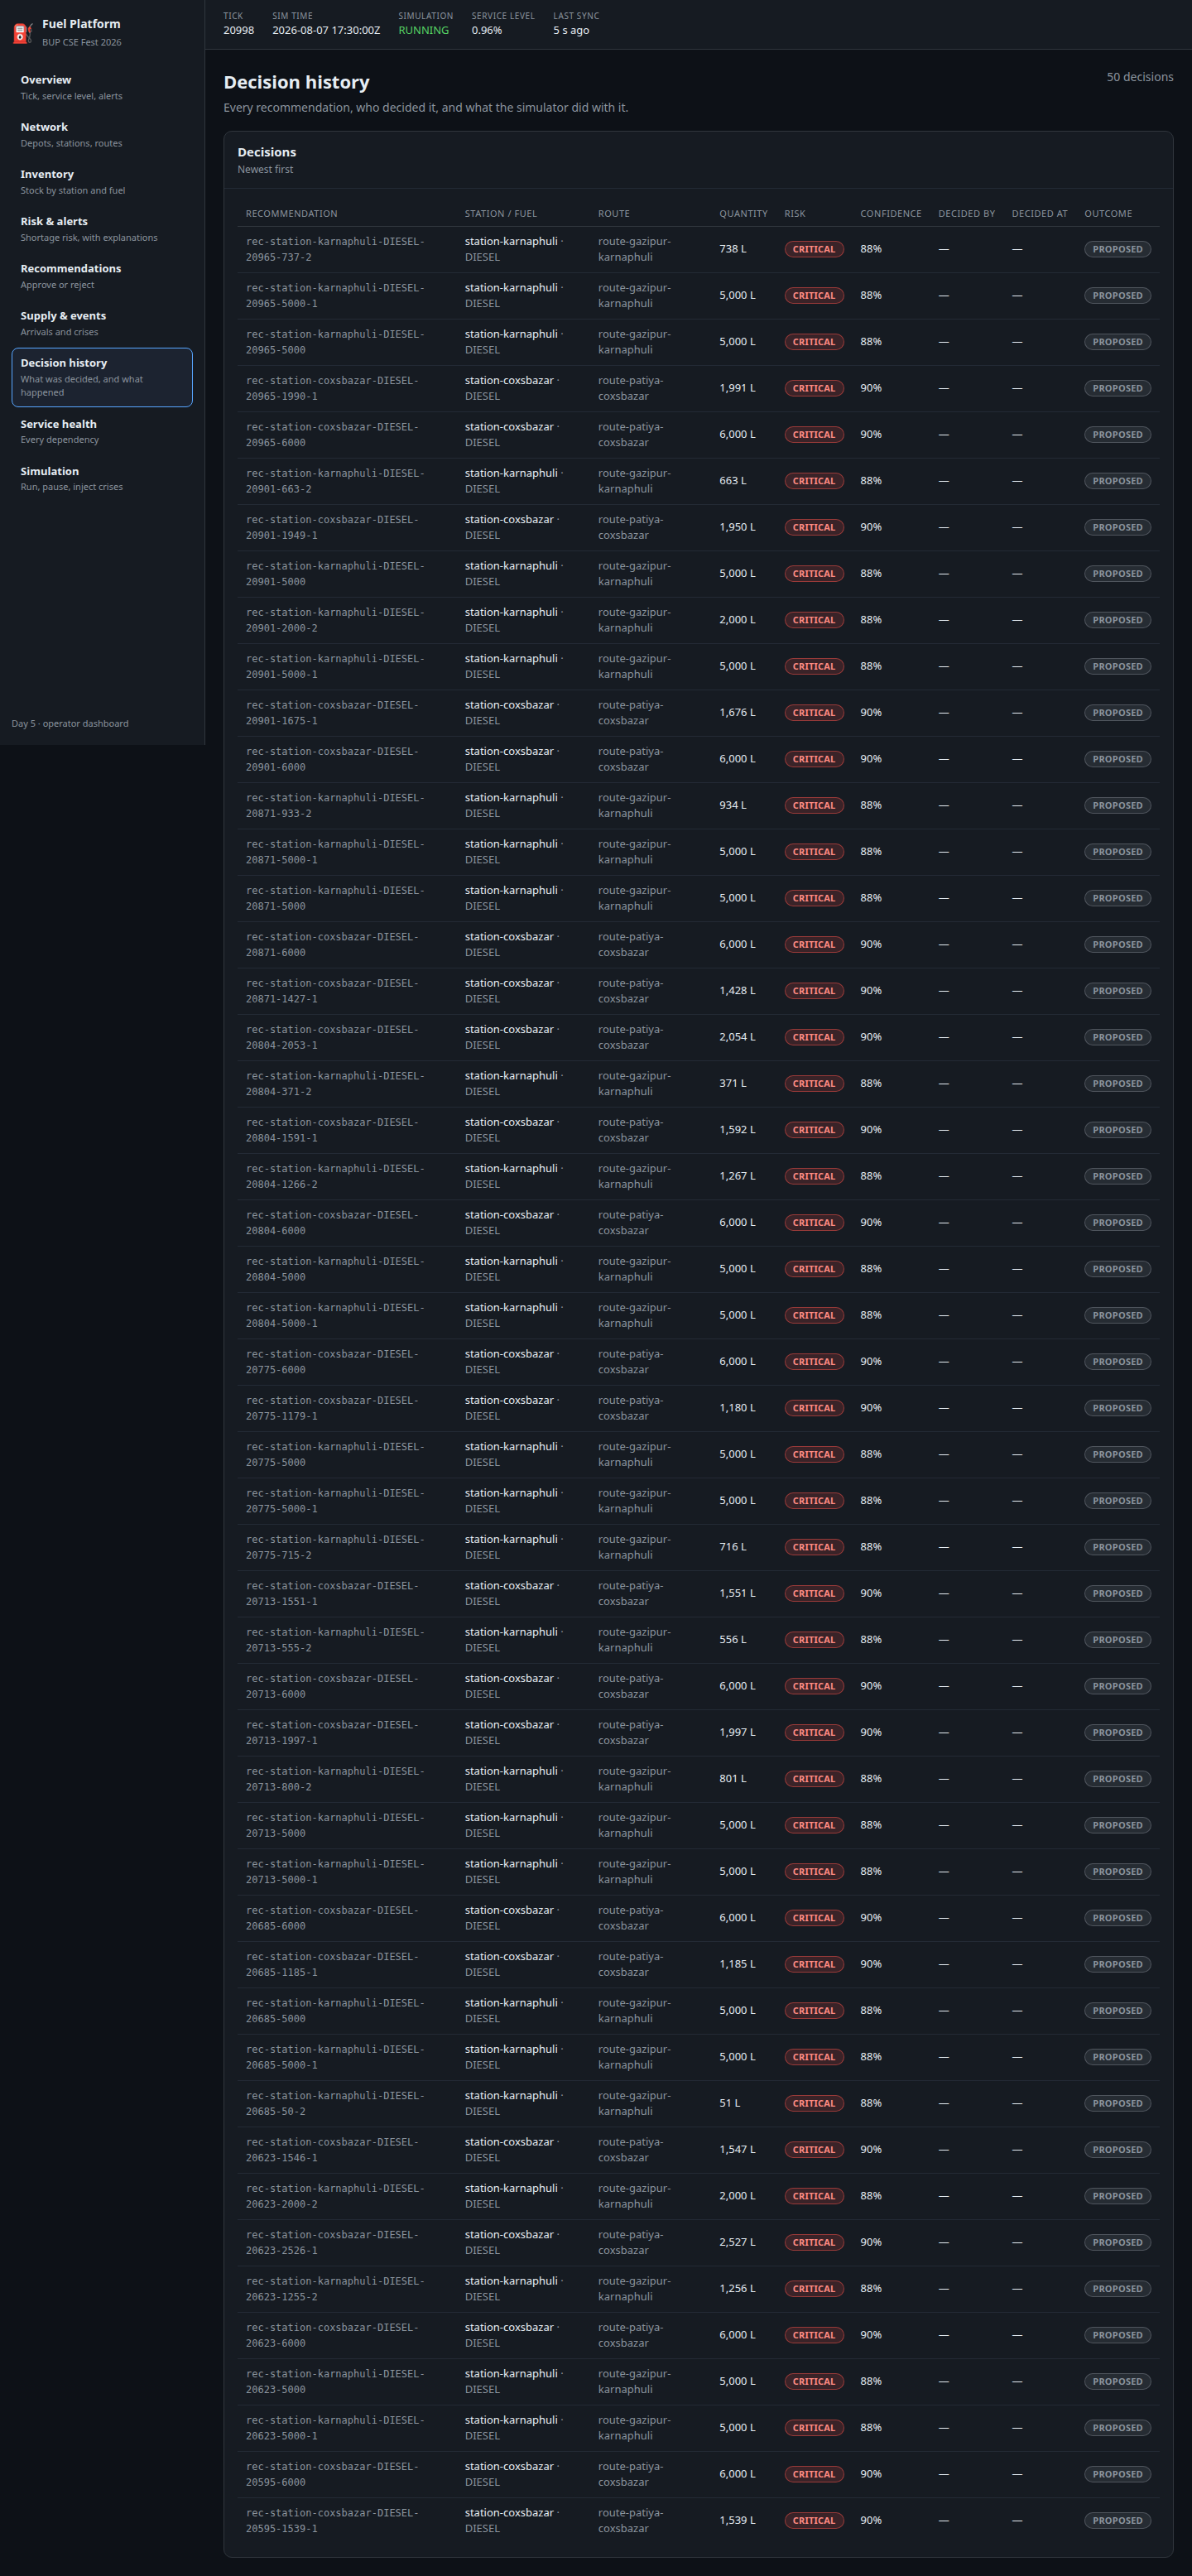 Fuel Platform
BUP CSE Fest 2026
Overview
Tick, service level, alerts
Network
Depots, stations, routes
Inventory
Stock by station and fuel
Risk & alerts
Shortage risk, with explanations
Recommendations
Approve or reject
Supply & events
Arrivals and crises
Decision history
What was decided, and what
happened
Service health
Every dependency
Simulation
Run, pause, inject crises
Day 5 · operator dashboard
TICK SIM TIME SIMULATION SERVICE LEVEL LAST SYNC
20998 2026-08-07 17:30:00Z RUNNING 0.96% 5 s ago
Decision history 50 decisions
Every recommendation, who decided it, and what the simulator did with it.
Decisions
Newest first
RECOMMENDATION STATION / FUEL ROUTE QUANTITY RISK CONFIDENCE DECIDED BY DECIDED AT OUTCOME
rec-station-karnaphuli-DIESEL- station-karnaphuli · route-gazipur- 738 L CRITICAL 88% — — PROPOSED
20965-737-2 DIESEL karnaphuli
rec-station-karnaphuli-DIESEL- station-karnaphuli · route-gazipur- 5,000 L CRITICAL 88% — — PROPOSED
20965-5000-1 DIESEL karnaphuli
rec-station-karnaphuli-DIESEL- station-karnaphuli · route-gazipur- 5,000 L CRITICAL 88% — — PROPOSED
20965-5000 DIESEL karnaphuli
rec-station-coxsbazar-DIESEL- station-coxsbazar · route-patiya- 1,991 L CRITICAL 90% — — PROPOSED
20965-1990-1 DIESEL coxsbazar
rec-station-coxsbazar-DIESEL- station-coxsbazar · route-patiya- 6,000 L CRITICAL 90% — — PROPOSED
20965-6000 DIESEL coxsbazar
rec-station-karnaphuli-DIESEL- station-karnaphuli · route-gazipur- 663 L CRITICAL 88% — — PROPOSED
20901-663-2 DIESEL karnaphuli
rec-station-coxsbazar-DIESEL- station-coxsbazar · route-patiya- 1,950 L CRITICAL 90% — — PROPOSED
20901-1949-1 DIESEL coxsbazar
rec-station-karnaphuli-DIESEL- station-karnaphuli · route-gazipur- 5,000 L CRITICAL 88% — — PROPOSED
20901-5000 DIESEL karnaphuli
rec-station-karnaphuli-DIESEL- station-karnaphuli · route-gazipur- 2,000 L CRITICAL 88% — — PROPOSED
20901-2000-2 DIESEL karnaphuli
rec-station-karnaphuli-DIESEL- station-karnaphuli · route-gazipur- 5,000 L CRITICAL 88% — — PROPOSED
20901-5000-1 DIESEL karnaphuli
rec-station-coxsbazar-DIESEL- station-coxsbazar · route-patiya- 1,676 L CRITICAL 90% — — PROPOSED
20901-1675-1 DIESEL coxsbazar
rec-station-coxsbazar-DIESEL- station-coxsbazar · route-patiya- 6,000 L CRITICAL 90% — — PROPOSED
20901-6000 DIESEL coxsbazar
rec-station-karnaphuli-DIESEL- station-karnaphuli · route-gazipur- 934 L CRITICAL 88% — — PROPOSED
20871-933-2 DIESEL karnaphuli
rec-station-karnaphuli-DIESEL- station-karnaphuli · route-gazipur- 5,000 L CRITICAL 88% — — PROPOSED
20871-5000-1 DIESEL karnaphuli
rec-station-karnaphuli-DIESEL- station-karnaphuli · route-gazipur- 5,000 L CRITICAL 88% — — PROPOSED
20871-5000 DIESEL karnaphuli
rec-station-coxsbazar-DIESEL- station-coxsbazar · route-patiya- 6,000 L CRITICAL 90% — — PROPOSED
20871-6000 DIESEL coxsbazar
rec-station-coxsbazar-DIESEL- station-coxsbazar · route-patiya- 1,428 L CRITICAL 90% — — PROPOSED
20871-1427-1 DIESEL coxsbazar
rec-station-coxsbazar-DIESEL- station-coxsbazar · route-patiya- 2,054 L CRITICAL 90% — — PROPOSED
20804-2053-1 DIESEL coxsbazar
rec-station-karnaphuli-DIESEL- station-karnaphuli · route-gazipur- 371 L CRITICAL 88% — — PROPOSED
20804-371-2 DIESEL karnaphuli
rec-station-coxsbazar-DIESEL- station-coxsbazar · route-patiya- 1,592 L CRITICAL 90% — — PROPOSED
20804-1591-1 DIESEL coxsbazar
rec-station-karnaphuli-DIESEL- station-karnaphuli · route-gazipur- 1,267 L CRITICAL 88% — — PROPOSED
20804-1266-2 DIESEL karnaphuli
rec-station-coxsbazar-DIESEL- station-coxsbazar · route-patiya- 6,000 L CRITICAL 90% — — PROPOSED
20804-6000 DIESEL coxsbazar
rec-station-karnaphuli-DIESEL- station-karnaphuli · route-gazipur- 5,000 L CRITICAL 88% — — PROPOSED
20804-5000 DIESEL karnaphuli
rec-station-karnaphuli-DIESEL- station-karnaphuli · route-gazipur- 5,000 L CRITICAL 88% — — PROPOSED
20804-5000-1 DIESEL karnaphuli
rec-station-coxsbazar-DIESEL- station-coxsbazar · route-patiya- 6,000 L CRITICAL 90% — — PROPOSED
20775-6000 DIESEL coxsbazar
rec-station-coxsbazar-DIESEL- station-coxsbazar · route-patiya- 1,180 L CRITICAL 90% — — PROPOSED
20775-1179-1 DIESEL coxsbazar
rec-station-karnaphuli-DIESEL- station-karnaphuli · route-gazipur- 5,000 L CRITICAL 88% — — PROPOSED
20775-5000 DIESEL karnaphuli
rec-station-karnaphuli-DIESEL- station-karnaphuli · route-gazipur- 5,000 L CRITICAL 88% — — PROPOSED
20775-5000-1 DIESEL karnaphuli
rec-station-karnaphuli-DIESEL- station-karnaphuli · route-gazipur- 716 L CRITICAL 88% — — PROPOSED
20775-715-2 DIESEL karnaphuli
rec-station-coxsbazar-DIESEL- station-coxsbazar · route-patiya- 1,551 L CRITICAL 90% — — PROPOSED
20713-1551-1 DIESEL coxsbazar
rec-station-karnaphuli-DIESEL- station-karnaphuli · route-gazipur- 556 L CRITICAL 88% — — PROPOSED
20713-555-2 DIESEL karnaphuli
rec-station-coxsbazar-DIESEL- station-coxsbazar · route-patiya- 6,000 L CRITICAL 90% — — PROPOSED
20713-6000 DIESEL coxsbazar
rec-station-coxsbazar-DIESEL- station-coxsbazar · route-patiya- 1,997 L CRITICAL 90% — — PROPOSED
20713-1997-1 DIESEL coxsbazar
rec-station-karnaphuli-DIESEL- station-karnaphuli · route-gazipur- 801 L CRITICAL 88% — — PROPOSED
20713-800-2 DIESEL karnaphuli
rec-station-karnaphuli-DIESEL- station-karnaphuli · route-gazipur- 5,000 L CRITICAL 88% — — PROPOSED
20713-5000 DIESEL karnaphuli
rec-station-karnaphuli-DIESEL- station-karnaphuli · route-gazipur- 5,000 L CRITICAL 88% — — PROPOSED
20713-5000-1 DIESEL karnaphuli
rec-station-coxsbazar-DIESEL- station-coxsbazar · route-patiya- 6,000 L CRITICAL 90% — — PROPOSED
20685-6000 DIESEL coxsbazar
rec-station-coxsbazar-DIESEL- station-coxsbazar · route-patiya- 1,185 L CRITICAL 90% — — PROPOSED
20685-1185-1 DIESEL coxsbazar
rec-station-karnaphuli-DIESEL- station-karnaphuli · route-gazipur- 5,000 L CRITICAL 88% — — PROPOSED
20685-5000 DIESEL karnaphuli
rec-station-karnaphuli-DIESEL- station-karnaphuli · route-gazipur- 5,000 L CRITICAL 88% — — PROPOSED
20685-5000-1 DIESEL karnaphuli
rec-station-karnaphuli-DIESEL- station-karnaphuli · route-gazipur- 51 L CRITICAL 88% — — PROPOSED
20685-50-2 DIESEL karnaphuli
rec-station-coxsbazar-DIESEL- station-coxsbazar · route-patiya- 1,547 L CRITICAL 90% — — PROPOSED
20623-1546-1 DIESEL coxsbazar
rec-station-karnaphuli-DIESEL- station-karnaphuli · route-gazipur- 2,000 L CRITICAL 88% — — PROPOSED
20623-2000-2 DIESEL karnaphuli
rec-station-coxsbazar-DIESEL- station-coxsbazar · route-patiya- 2,527 L CRITICAL 90% — — PROPOSED
20623-2526-1 DIESEL coxsbazar
rec-station-karnaphuli-DIESEL- station-karnaphuli · route-gazipur- 1,256 L CRITICAL 88% — — PROPOSED
20623-1255-2 DIESEL karnaphuli
rec-station-coxsbazar-DIESEL- station-coxsbazar · route-patiya- 6,000 L CRITICAL 90% — — PROPOSED
20623-6000 DIESEL coxsbazar
rec-station-karnaphuli-DIESEL- station-karnaphuli · route-gazipur- 5,000 L CRITICAL 88% — — PROPOSED
20623-5000 DIESEL karnaphuli
rec-station-karnaphuli-DIESEL- station-karnaphuli · route-gazipur- 5,000 L CRITICAL 88% — — PROPOSED
20623-5000-1 DIESEL karnaphuli
rec-station-coxsbazar-DIESEL- station-coxsbazar · route-patiya- 6,000 L CRITICAL 90% — — PROPOSED
20595-6000 DIESEL coxsbazar
rec-station-coxsbazar-DIESEL- station-coxsbazar · route-patiya- 1,539 L CRITICAL 90% — — PROPOSED
20595-1539-1 DIESEL coxsbazar